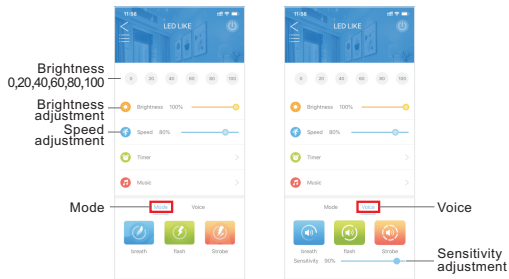 11:56
LED LIKE
0 20 40 60 80 100
Brightness 100%
Speed 80%
Timer
Music
Mode Voice
breath flash Strobe
Brightness
0,20,40,60,80,100
Brightness
adjustment
Speed
adjustment
Mode
11:56
LED LIKE
0 20 40 60 80 100
Brightness 100%
Speed 80%
Timer
Music
Mode Voice
breath flash Strobe
Sensitivity 90%
Voice
Sensitivity
adjustment